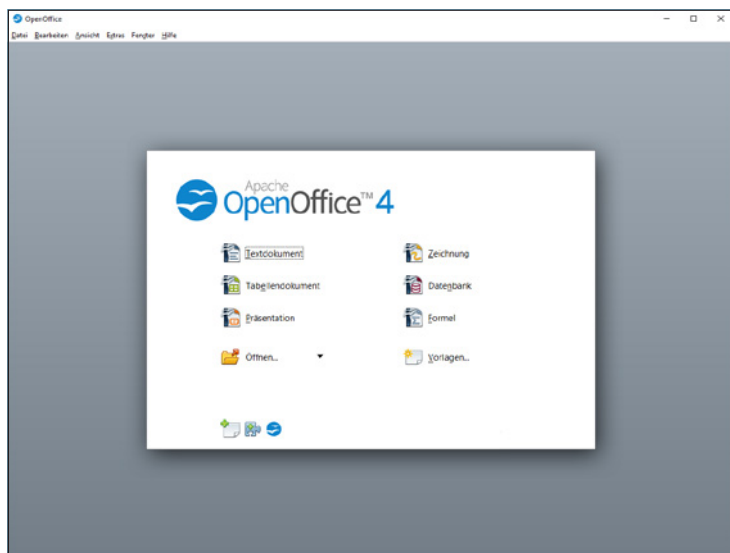 OpenOffice
Datei Bearbeiten Ansicht Extras Fenster Hilfe
Apache
OpenOffice™ 4
Textdokument
Zeichnung
Tabellendokument
Datenbank
Präsentation
Formel
Öffnen...
Vorlagen...